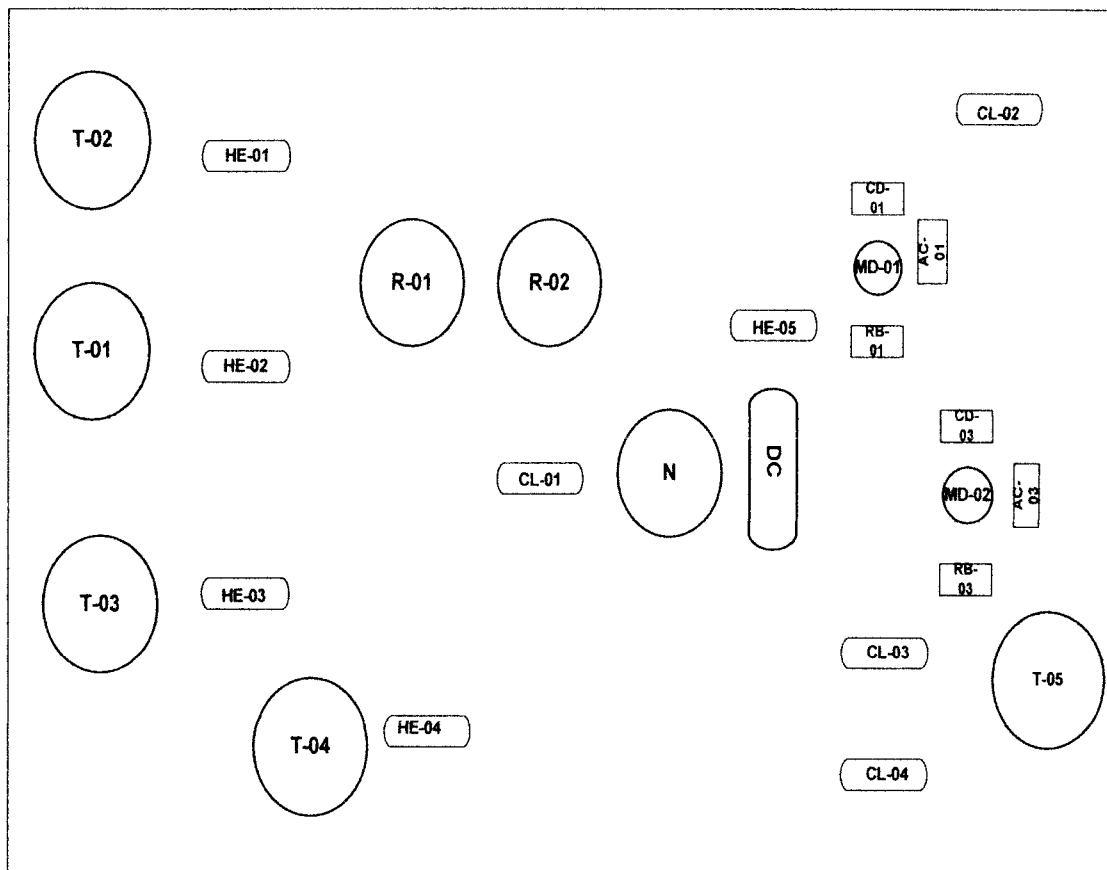 CL-02
T-02
HE-01
CD-
01
AC-
01
R-01
R-02
MD-01
HE-05
RB-
01
T-01
HE-02
CD-
03
DC
N
CL-01
MD-02
AC-
03
RB-
03
T-03
HE-03
CL-03
T-05
HE-04
T-04
CL-04